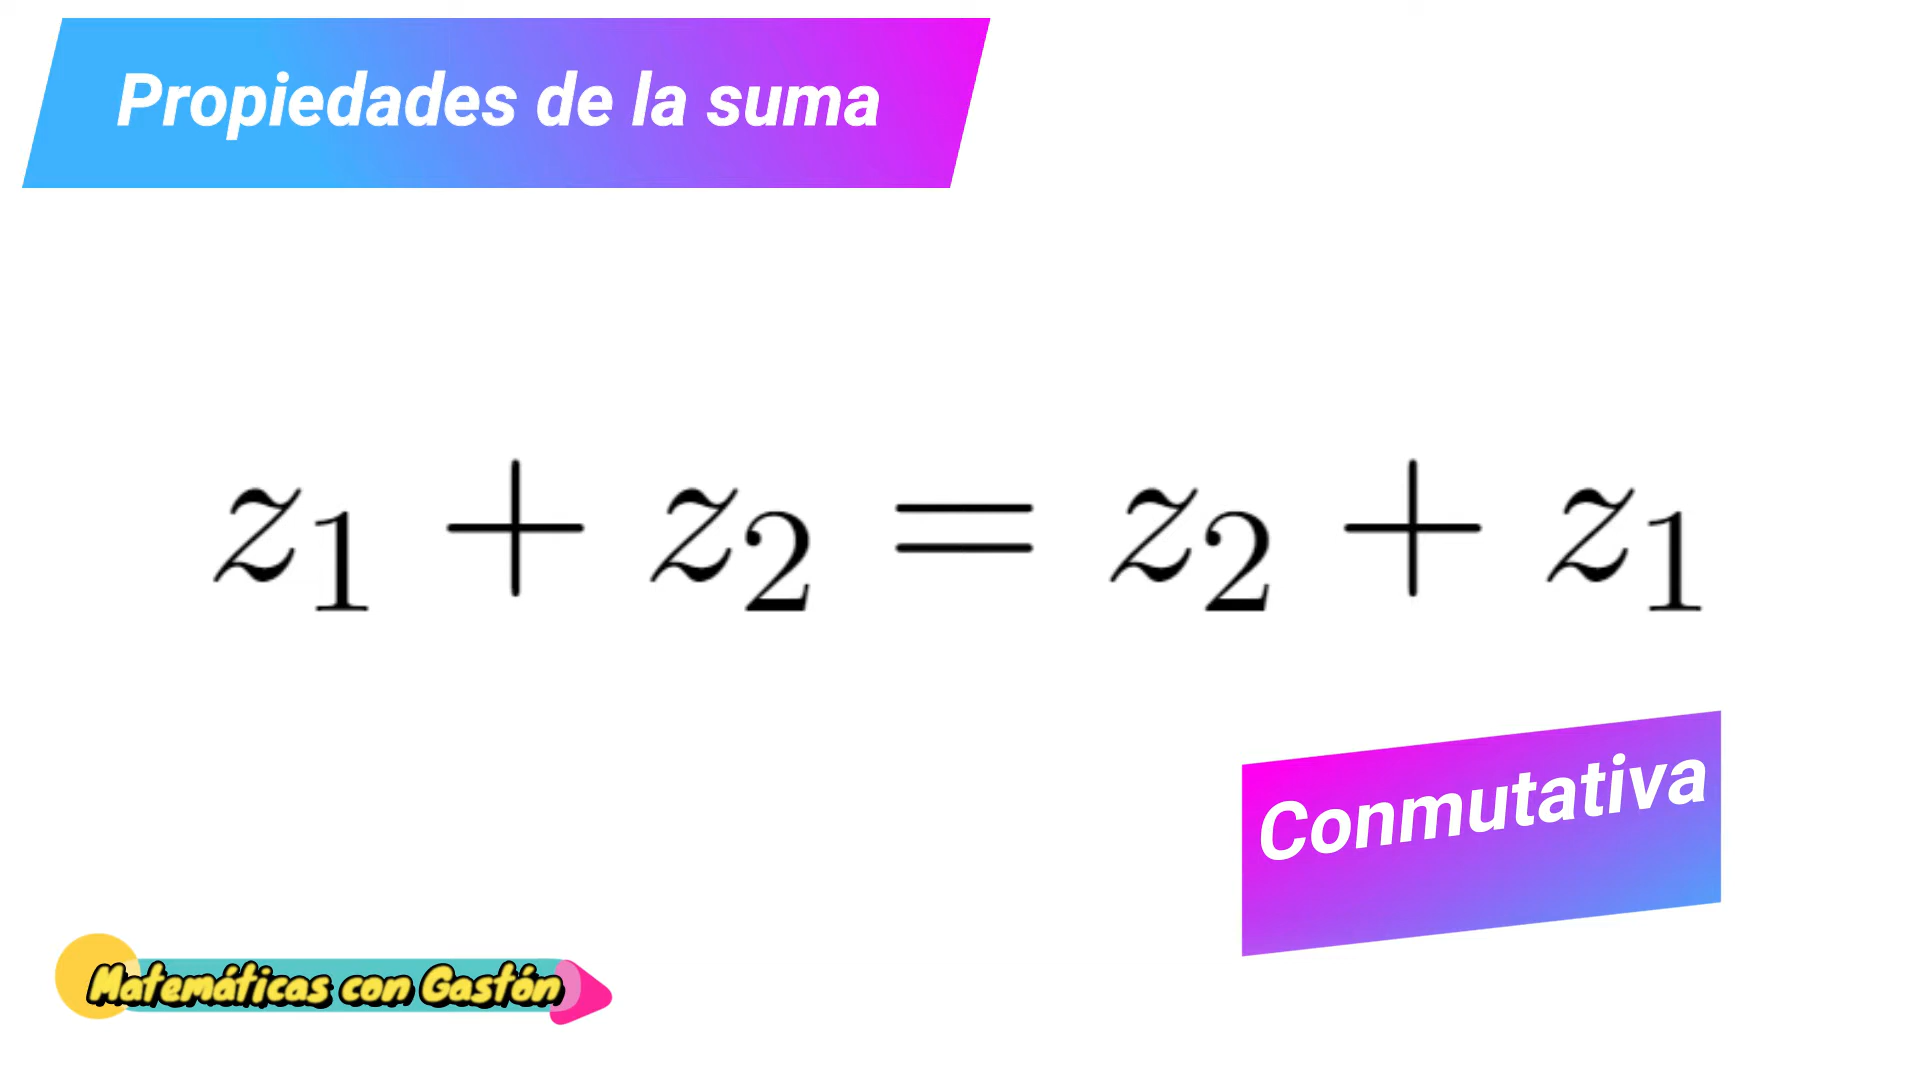 Propiedades de la suma
z₁ + z₂ = z₂ + z₁
Conmutativa
Matemáticas con Gastón